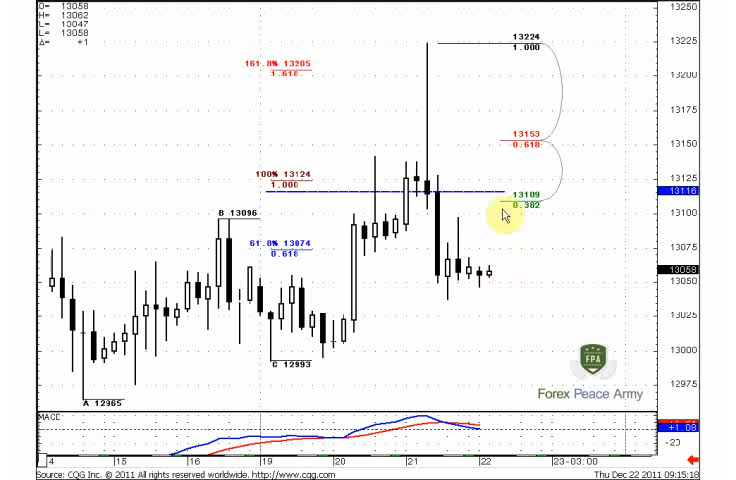 O= 13058
H= 13062
L= 13047
L= 13058
Δ= +1
13250
13224
1.000
13225
161.8% 13205
1.618
13200
13175
13153
0.618
13150
100% 13124
1.000
13125
13116
13109
0.382
B 13096
13100
61.8% 13074
0.618
13075
13058
13050
13025
C 12993
13000
FPA
Forex Peace Army
12975
A 12965
MACD
+1.08
-23
4 15 16 19 20 21 22 23-03:00
Source: CQG Inc. © 2011 All rights reserved worldwide. http://www.cqg.com
Thu Dec 22 2011 09:15:18